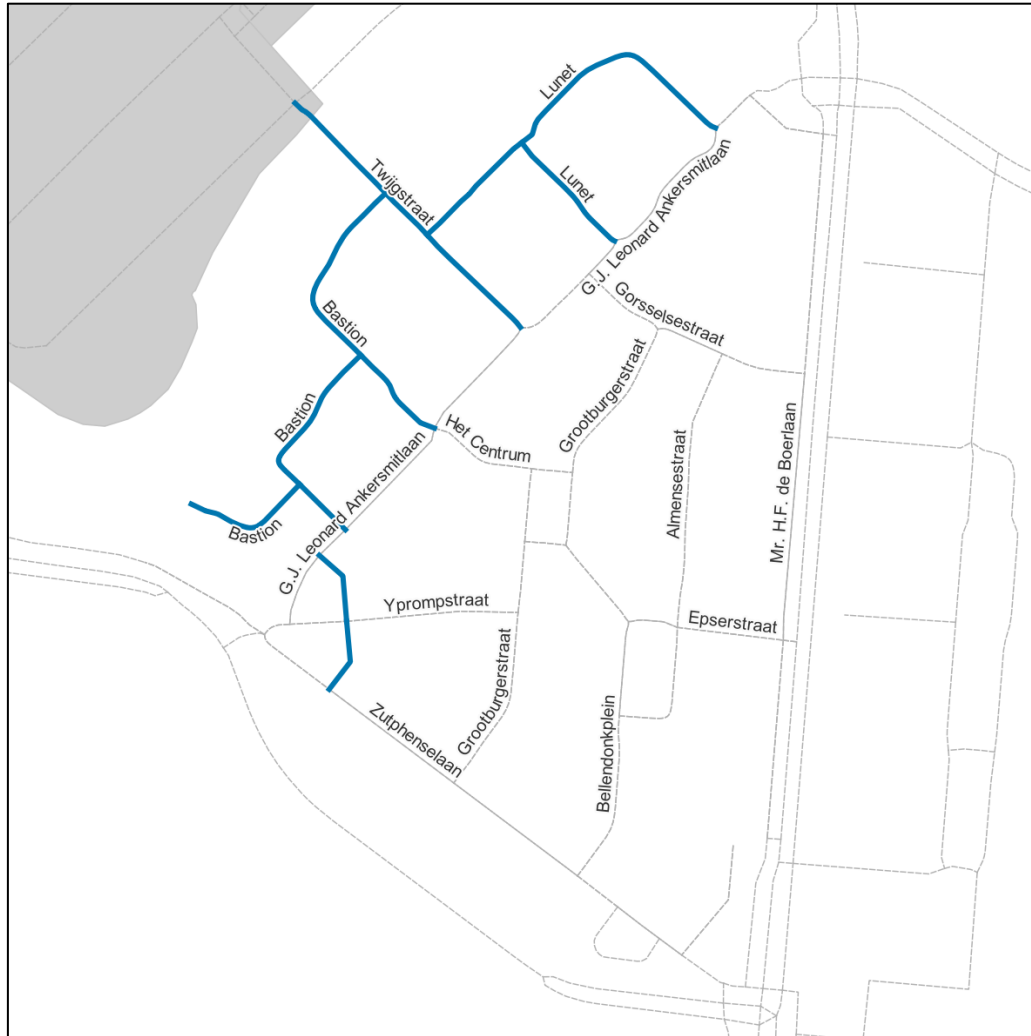 Lunet
Twijgstraat
Lunet
G.J. Leonard Ankersmitlaan
Gorsselsestraat
Bastion
Grootburgerstraat
Bastion
Het Centrum
Mr. H.F. de Boerlaan
Almensestraat
G.J. Leonard Ankersmitlaan
Bastion
Yprompstraat
Epserstraat
Grootburgerstraat
Zutphenselaan
Bellendonkplein